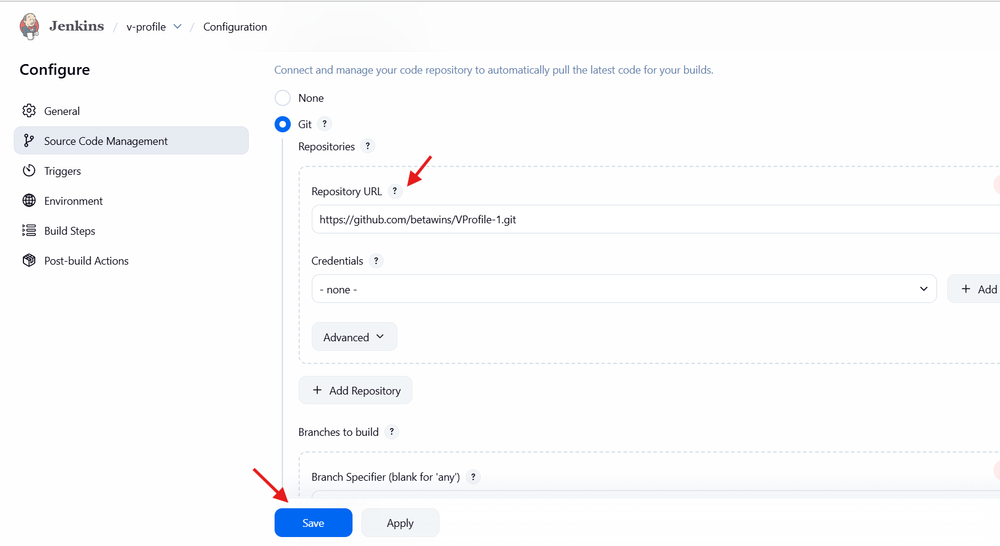 Jenkins / v-profile / Configuration
Configure
General
Source Code Management
Triggers
Environment
Build Steps
Post-build Actions
Connect and manage your code repository to automatically pull the latest code for your builds.
None
Git ?
Repositories ?
Repository URL ?
https://github.com/betawins/VProfile-1.git
Credentials ?
- none -
+ Add
Advanced
+ Add Repository
Branches to build ?
Branch Specifier (blank for 'any') ?
Save
Apply